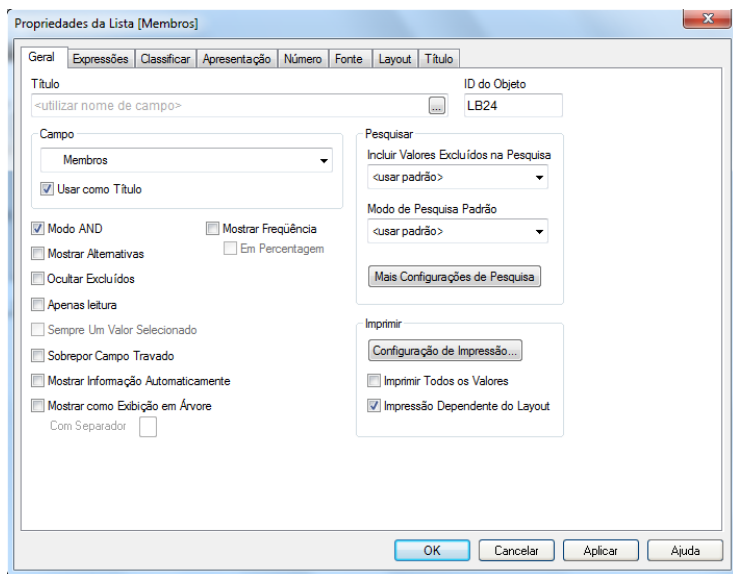 Propriedades da Lista [Membros]
Geral Expressões Classificar Apresentação Número Fonte Layout Título
Título
ID do Objeto
<utilizar nome de campo> ... LB24
Campo
Membros
Usar como Título
Modo AND
Mostrar Freqüência
Mostrar Alternativas
Em Percentagem
Ocultar Excluídos
Apenas leitura
Sempre Um Valor Selecionado
Sobrepor Campo Travado
Mostrar Informação Automaticamente
Mostrar como Exibição em Árvore
Com Separador
Pesquisar
Incluir Valores Excluídos na Pesquisa
<usar padrão>
Modo de Pesquisa Padrão
<usar padrão>
Mais Configurações de Pesquisa
Imprimir
Configuração de Impressão...
Imprimir Todos os Valores
Impressão Dependente do Layout
OK Cancelar Aplicar Ajuda